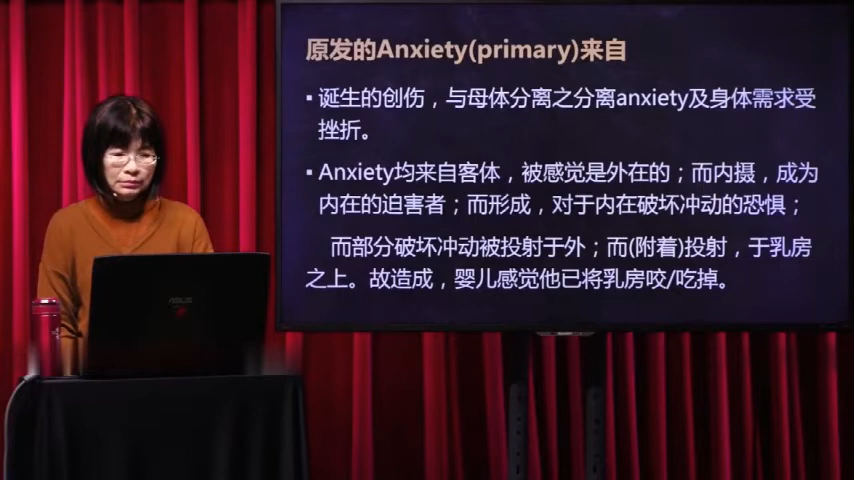 原发的Anxiety(primary)来自
▪ 诞生的创伤，与母体分离之分离anxiety及身体需求受
挫折。
▪ Anxiety均来自客体，被感觉是外在的；而内摄，成为
内在的迫害者；而形成，对于内在破坏冲动的恐惧；
而部分破坏冲动被投射于外；而(附着)投射，于乳房
之上。故造成，婴儿感觉他已将乳房咬/吃掉。
ASUS